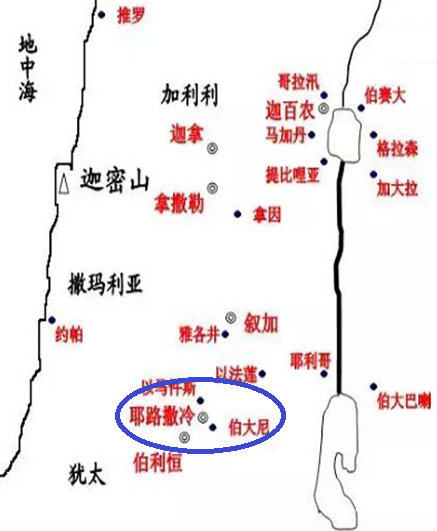 推罗
地中海
哥拉汛
加利利
迦百农
伯赛大
迦拿
马加丹
格拉森
迦密山
提比哩亚
加大拉
拿撒勒
拿因
撒玛利亚
叙加
约帕
雅各井
耶利哥
以法莲
以马忤斯
伯大巴喇
耶路撒冷
伯大尼
伯利恒
犹太